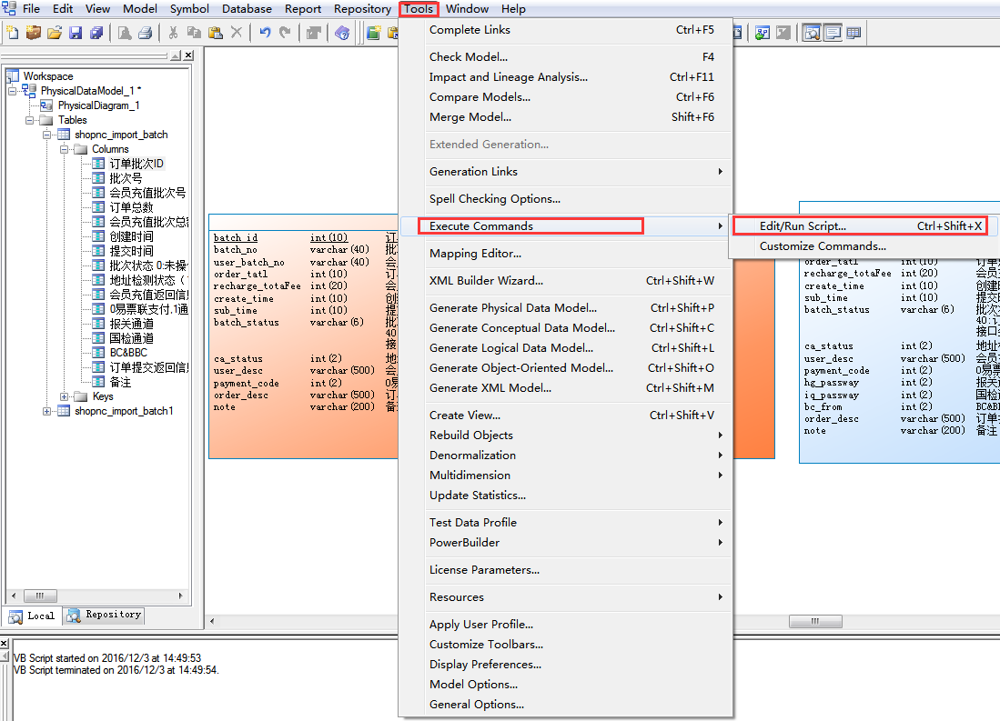 File Edit View Model Symbol Database Report Repository Tools Window Help
Workspace
PhysicalDataModel_1 *
PhysicalDiagram_1
Tables
shopnc_import_batch
Columns
订单批次ID
批次号
会员充值批次号
订单总数
会员充值批次总
创建时间
提交时间
批次状态 0:未操
地址检测状态（
会员充值返回信
0易票联支付,1通
报关通道
国检通道
BC&BBC
订单提交返回信
备注
Keys
shopnc_import_batch1
Local Repository
batch_id int(10) 订
batch_no varchar(40) 批
user_batch_no varchar(40) 会
order_tatl int(10) 订
recharge_totaFee int(20) 会
create_time int(10) 创
sub_time int(10) 提
batch_status varchar(6) 批
40
接
ca_status int(2) 地
user_desc varchar(500) 会
payment_code int(2) 0易
order_desc varchar(500) 订
note varchar(200) 备
Complete Links Ctrl+F5
Check Model... F4
Impact and Lineage Analysis... Ctrl+F11
Compare Models... Ctrl+F6
Merge Model... Shift+F6
Extended Generation...
Generation Links
Spell Checking Options...
Execute Commands
Mapping Editor...
XML Builder Wizard... Ctrl+Shift+W
Generate Physical Data Model... Ctrl+Shift+P
Generate Conceptual Data Model... Ctrl+Shift+C
Generate Logical Data Model... Ctrl+Shift+L
Generate Object-Oriented Model... Ctrl+Shift+O
Generate XML Model... Ctrl+Shift+M
Create View... Ctrl+Shift+V
Rebuild Objects
Denormalization
Multidimension
Update Statistics...
Test Data Profile
PowerBuilder
License Parameters...
Resources
Apply User Profile...
Customize Toolbars...
Display Preferences...
Model Options...
General Options...
Edit/Run Script... Ctrl+Shift+X
Customize Commands...
order_tatl int(10) 订单
recharge_totaFee int(20) 会员
create_time int(10) 创建
sub_time int(10) 提交
batch_status varchar(6) 批次
40:订
接口
ca_status int(2) 地址
user_desc varchar(500) 会员
payment_code int(2) 0易票
hg_passway int(2) 报关
iq_passway int(2) 国检
bc_from int(2) BC&B
order_desc varchar(500) 订单
note varchar(200) 备注
VB Script started on 2016/12/3 at 14:49:53
VB Script terminated on 2016/12/3 at 14:49:54.